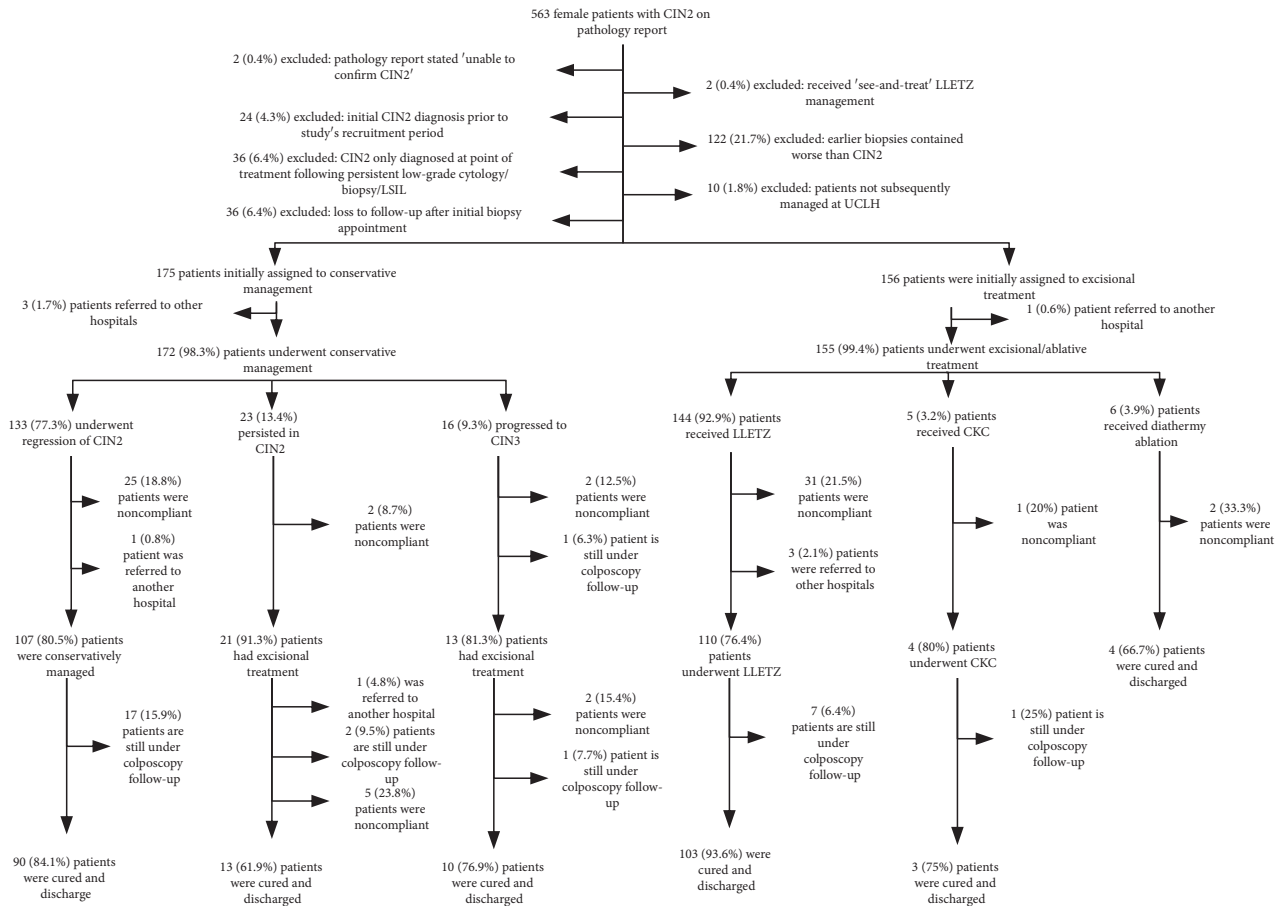 563 female patients with CIN2 on
pathology report
2 (0.4%) excluded: pathology report stated 'unable to
confirm CIN2'
2 (0.4%) excluded: received 'see-and-treat' LLETZ
management
24 (4.3%) excluded: initial CIN2 diagnosis prior to
study's recruitment period
122 (21.7%) excluded: earlier biopsies contained
worse than CIN2
36 (6.4%) excluded: CIN2 only diagnosed at point of
treatment following persistent low-grade cytology/
biopsy/LSIL
10 (1.8%) excluded: patients not subsequently
managed at UCLH
36 (6.4%) excluded: loss to follow-up after initial biopsy
appointment
175 patients initially assigned to conservative
management
156 patients were initially assigned to excisional
treatment
3 (1.7%) patients referred to other
hospitals
1 (0.6%) patient referred to another
hospital
172 (98.3%) patients underwent conservative
management
155 (99.4%) patients underwent excisional/ablative
treatment
133 (77.3%) underwent
regression of CIN2
23 (13.4%)
persisted in
CIN2
16 (9.3%) progressed to
CIN3
144 (92.9%) patients
received LLETZ
5 (3.2%) patients
received CKC
6 (3.9%) patients
received diathermy
ablation
25 (18.8%)
patients were
noncompliant
1 (0.8%)
patient was
referred to
another
hospital
2 (8.7%)
patients were
noncompliant
2 (12.5%)
patients were
noncompliant
1 (6.3%) patient is
still under
colposcopy
follow-up
31 (21.5%)
patients were
noncompliant
3 (2.1%) patients
were referred to
other hospitals
1 (20%) patient
was
noncompliant
2 (33.3%)
patients were
noncompliant
107 (80.5%) patients
were conservatively
managed
21 (91.3%) patients
had excisional
treatment
13 (81.3%) patients
had excisional
treatment
110 (76.4%)
patients
underwent LLETZ
4 (80%) patients
underwent CKC
4 (66.7%) patients
were cured and
discharged
17 (15.9%)
patients are
still under
colposcopy
follow-up
1 (4.8%) was
referred to
another hospital
2 (9.5%) patients
are still under
colposcopy follow-
up
5 (23.8%)
patients were
noncompliant
2 (15.4%)
patients were
noncompliant
1 (7.7%) patient is
still under
colposcopy follow-
up
7 (6.4%)
patients are still
under
colposcopy
follow-up
1 (25%) patient is
still under
colposcopy
follow-up
90 (84.1%) patients
were cured and
discharge
13 (61.9%) patients
were cured and
discharged
10 (76.9%) patients
were cured and
discharged
103 (93.6%) were
cured and
discharged
3 (75%) patients
were cured and
discharged